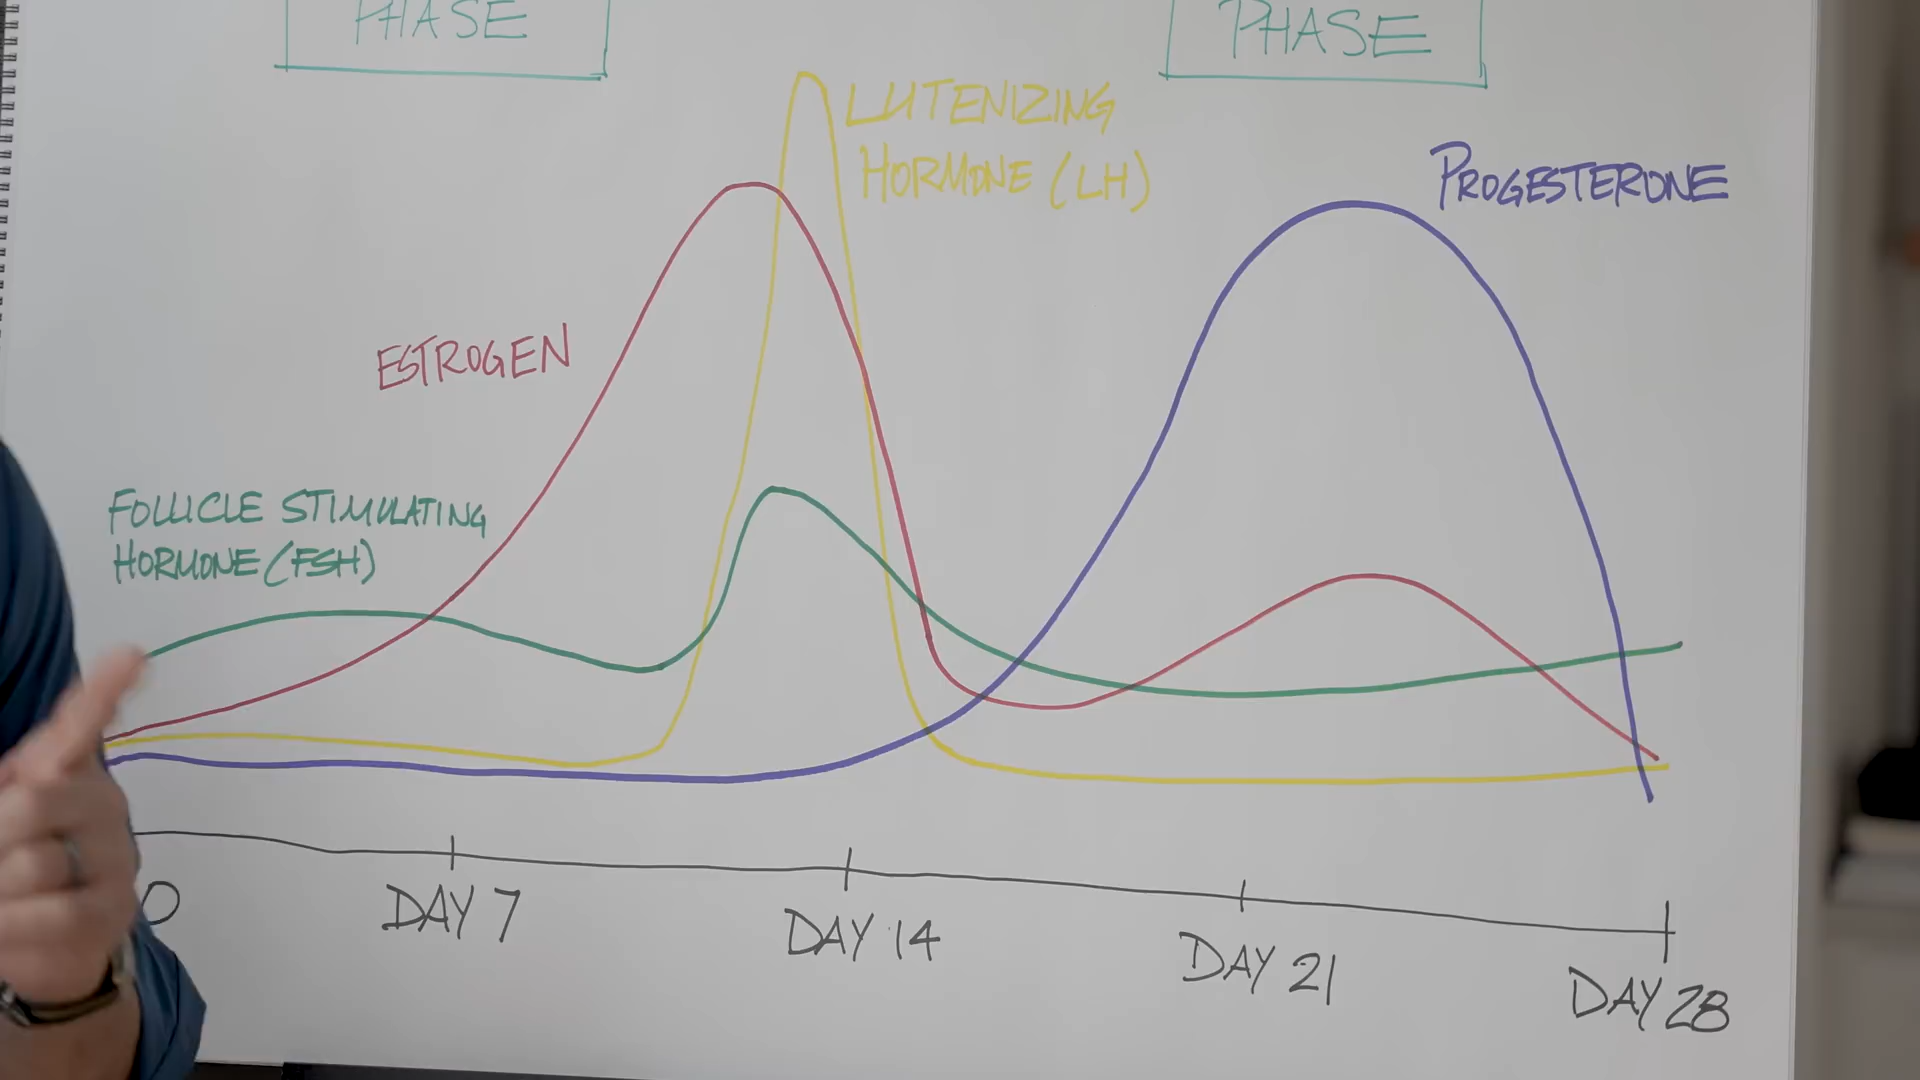 PHASE
PHASE
LUTENIZING
HORMONE (LH)
PROGESTERONE
ESTROGEN
FOLLICLE STIMULATING
HORMONE (FSH)
0
DAY 7
DAY 14
DAY 21
DAY 28